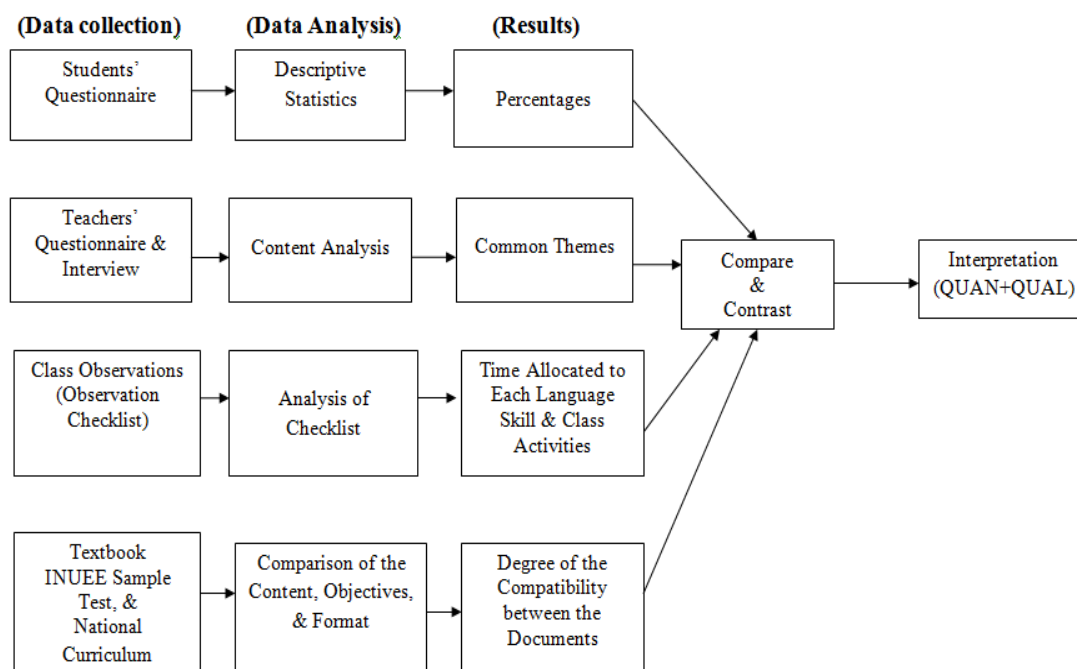 (Data collection)
(Data Analysis)
(Results)
Students’
Questionnaire
Descriptive
Statistics
Percentages
Teachers’
Questionnaire &
Interview
Content Analysis
Common Themes
Compare
&
Contrast
Interpretation
(QUAN+QUAL)
Class Observations
(Observation
Checklist)
Analysis of
Checklist
Time Allocated to
Each Language
Skill & Class
Activities
Textbook
INUEE Sample
Test, &
National
Curriculum
Comparison of the
Content, Objectives,
& Format
Degree of the
Compatibility
between the
Documents